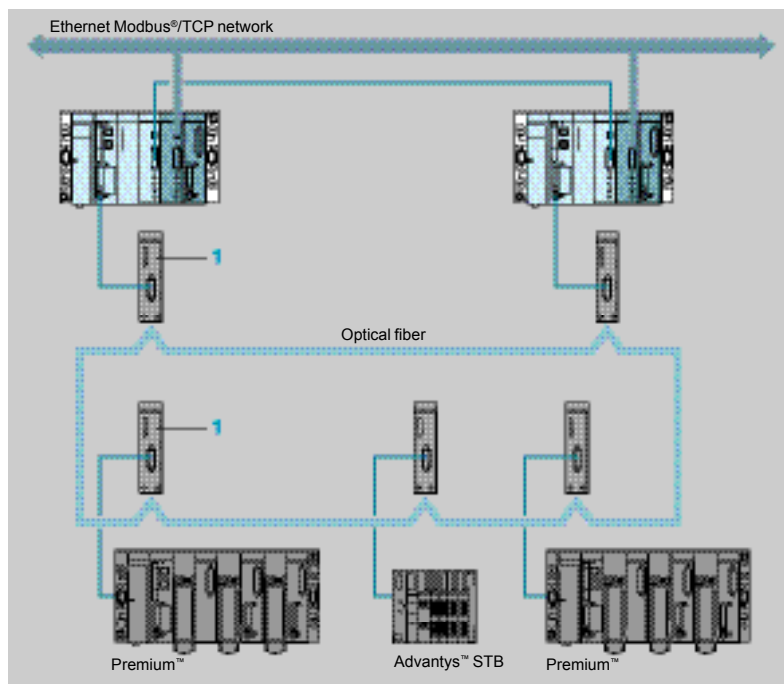 Ethernet Modbus®/TCP network
1
Optical fiber
1
Premium™
Advantys™ STB
Premium™